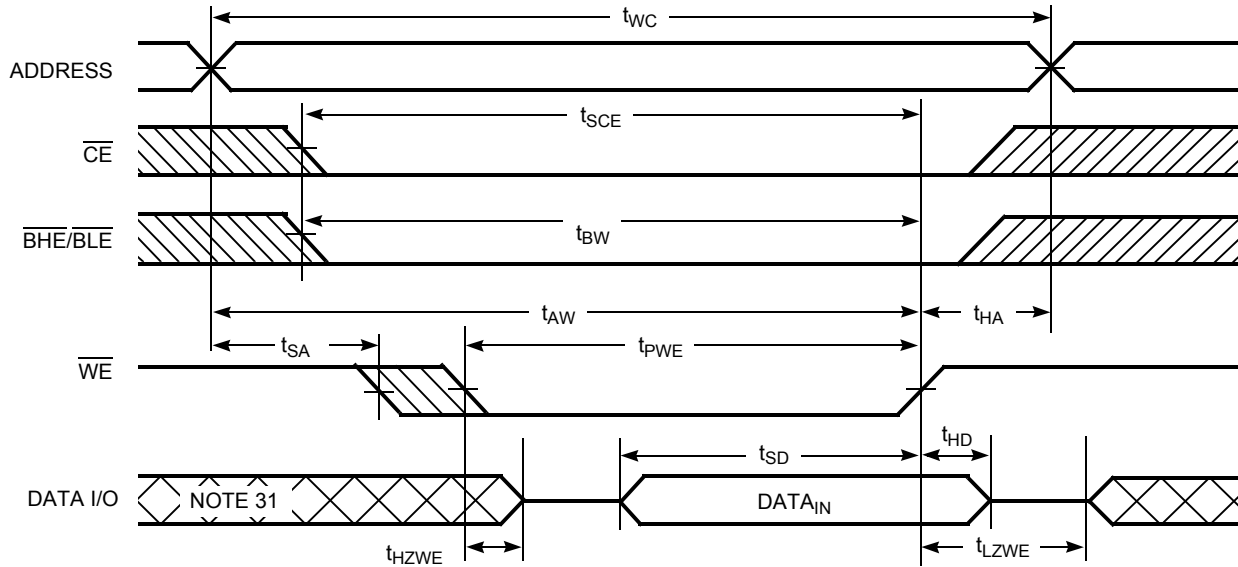 tWC
ADDRESS
tSCE
CE
tBW
BHE/BLE
tAW
tHA
tSA
tPWE
WE
tSD
tHD
DATA I/O
NOTE 31
DATAIN
tHZWE
tLZWE